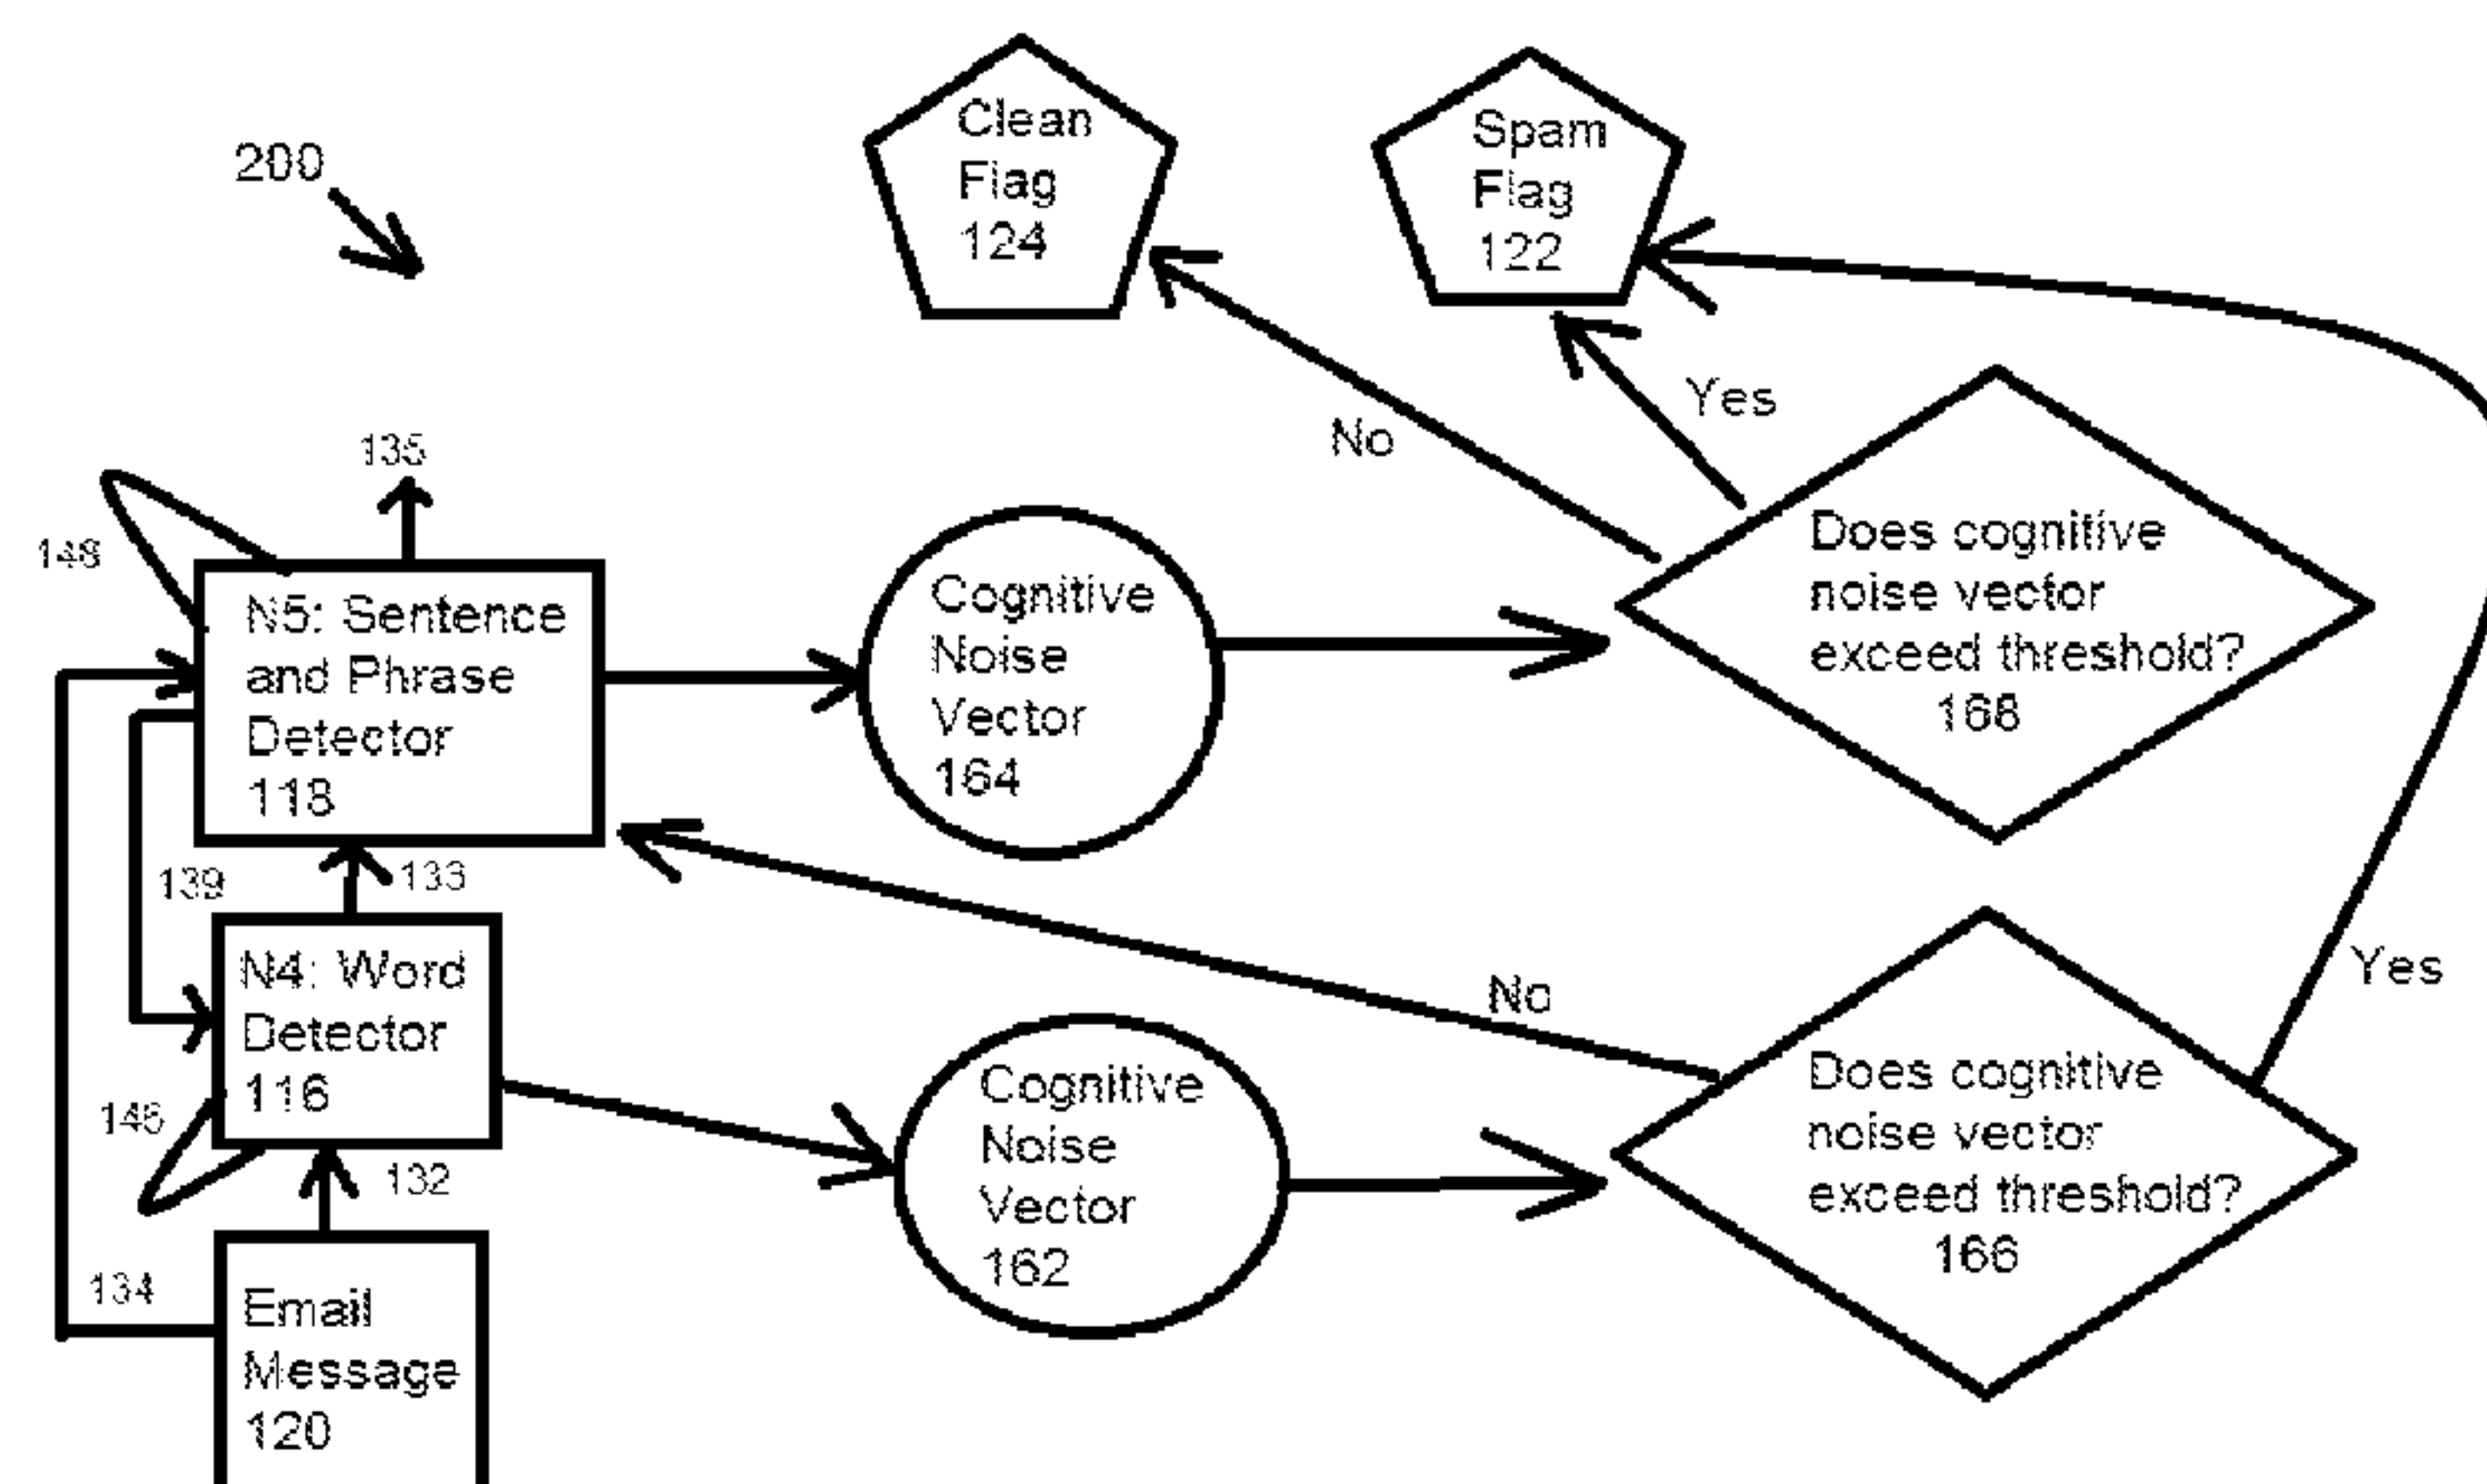 200
Clean
Flag
124
Spam
Flag
122
Yes
No
135
148
N5: Sentence
and Phrase
Detector
118
Cognitive
Noise
Vector
164
Does cognitive
noise vector
exceed threshold?
168
139
133
No
Yes
N4: Word
Detector
116
146
132
Cognitive
Noise
Vector
162
Does cognitive
noise vector
exceed threshold?
166
134
Email
Message
120